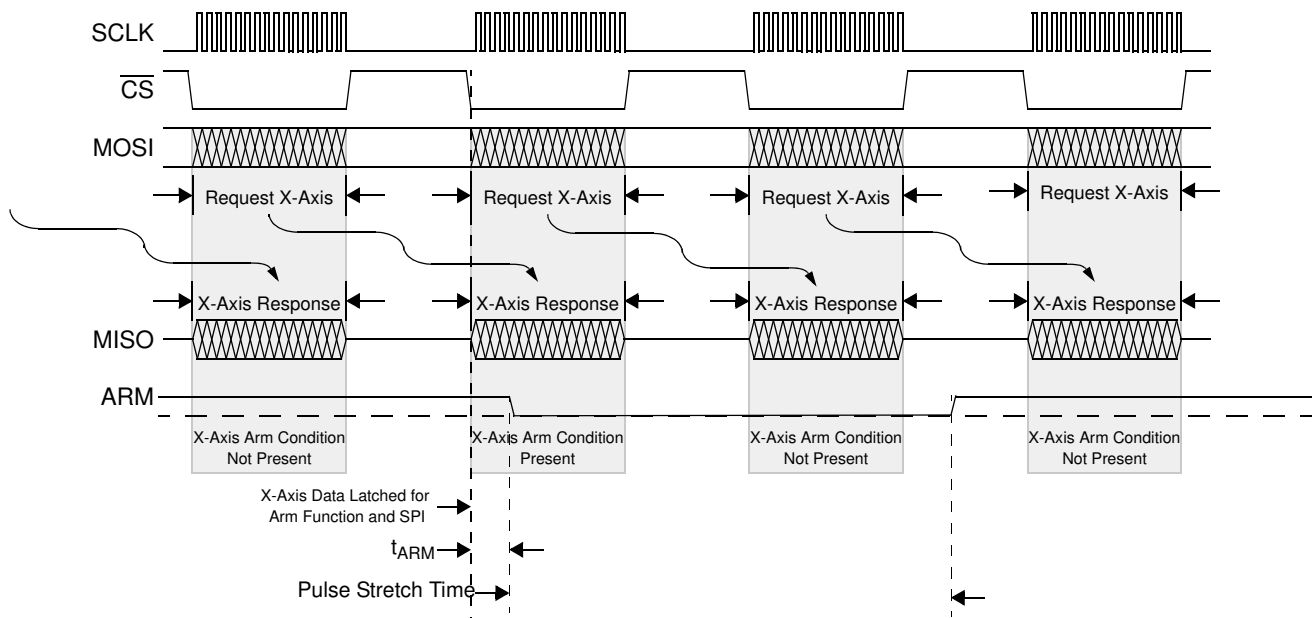 SCLK
CS
MOSI
Request X-Axis
Request X-Axis
Request X-Axis
Request X-Axis
X-Axis Response
X-Axis Response
X-Axis Response
X-Axis Response
MISO
ARM
X-Axis Arm Condition
Not Present
X-Axis Arm Condition
Present
X-Axis Arm Condition
Not Present
X-Axis Arm Condition
Not Present
X-Axis Data Latched for
Arm Function and SPI
tARM
Pulse Stretch Time